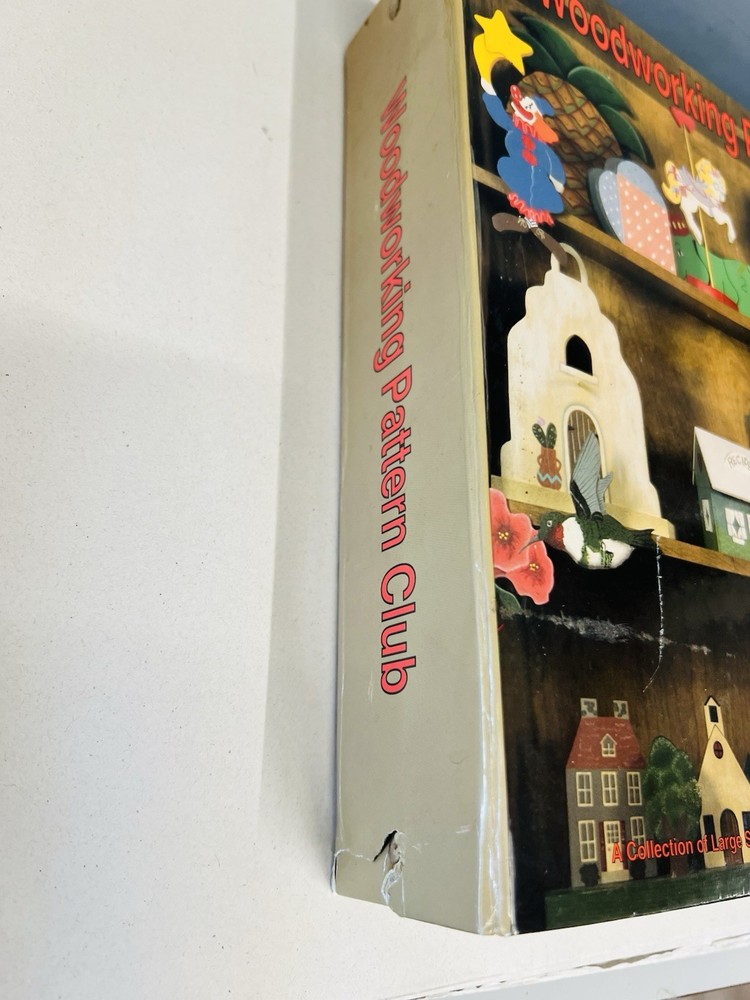 Woodworking Pattern Club
Woodworking
A Collection of Large